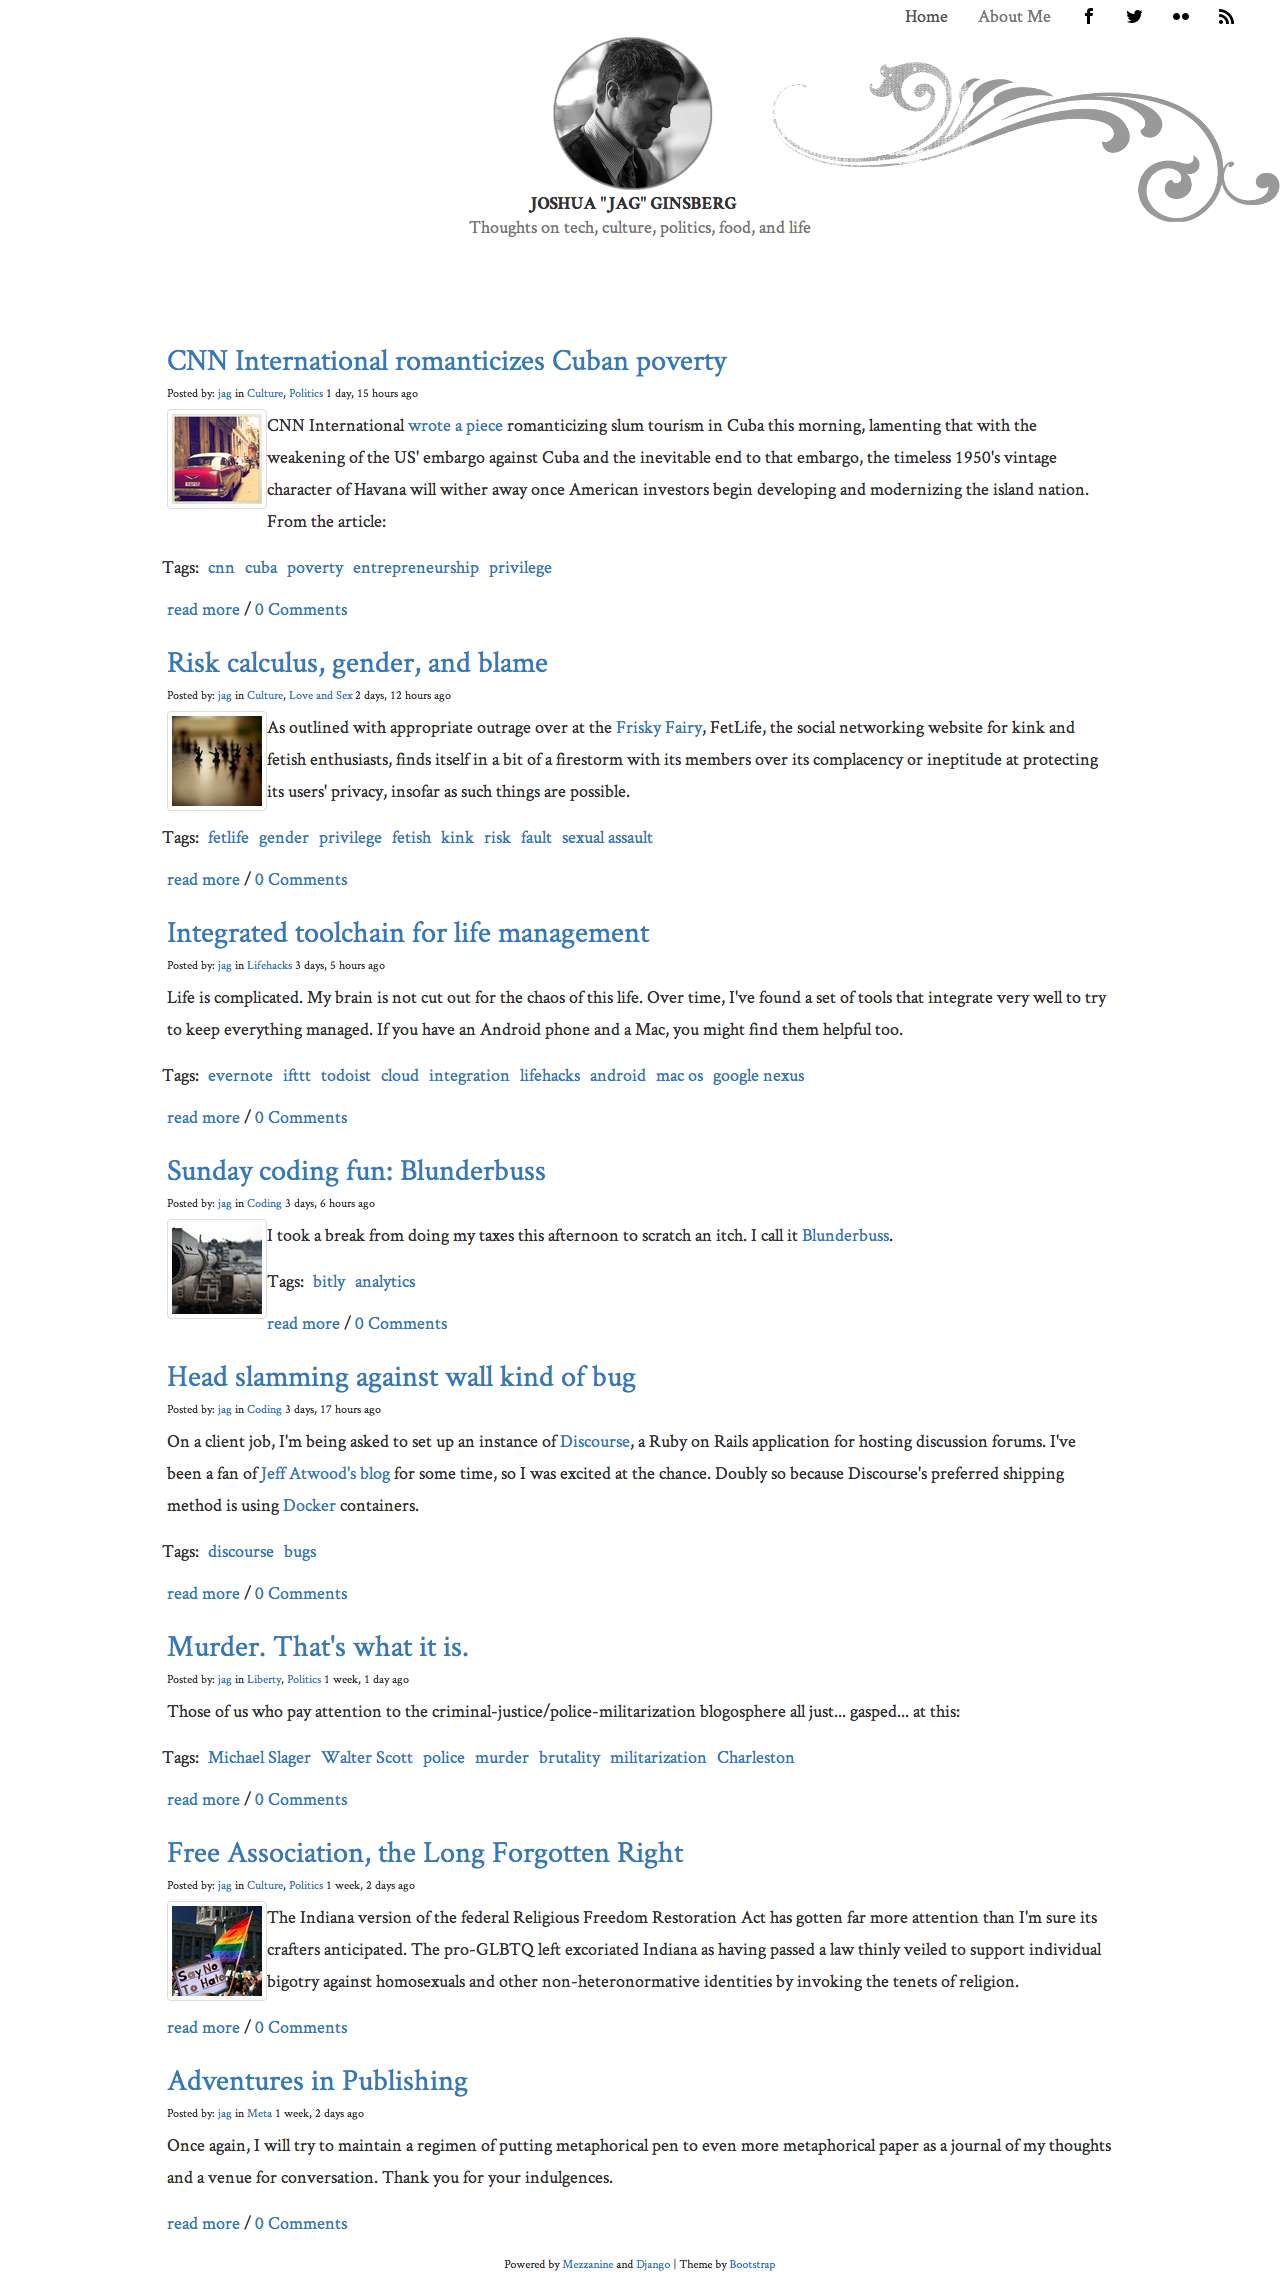 Home About Me
JOSHUA "JAG" GINSBERG
Thoughts on tech, culture, politics, food, and life
CNN International romanticizes Cuban poverty
Posted by: jag in Culture, Politics 1 day, 15 hours ago
CNN International wrote a piece romanticizing slum tourism in Cuba this morning, lamenting that with the
weakening of the US' embargo against Cuba and the inevitable end to that embargo, the timeless 1950's vintage
character of Havana will wither away once American investors begin developing and modernizing the island nation.
From the article:
Tags: cnn cuba poverty entrepreneurship privilege
read more / 0 Comments
Risk calculus, gender, and blame
Posted by: jag in Culture, Love and Sex 2 days, 12 hours ago
As outlined with appropriate outrage over at the Frisky Fairy, FetLife, the social networking website for kink and
fetish enthusiasts, finds itself in a bit of a firestorm with its members over its complacency or ineptitude at protecting
its users' privacy, insofar as such things are possible.
Tags: fetlife gender privilege fetish kink risk fault sexual assault
read more / 0 Comments
Integrated toolchain for life management
Posted by: jag in Lifehacks 3 days, 5 hours ago
Life is complicated. My brain is not cut out for the chaos of this life. Over time, I've found a set of tools that integrate very well to try
to keep everything managed. If you have an Android phone and a Mac, you might find them helpful too.
Tags: evernote ifttt todoist cloud integration lifehacks android mac os google nexus
read more / 0 Comments
Sunday coding fun: Blunderbuss
Posted by: jag in Coding 3 days, 6 hours ago
I took a break from doing my taxes this afternoon to scratch an itch. I call it Blunderbuss.
Tags: bitly analytics
read more / 0 Comments
Head slamming against wall kind of bug
Posted by: jag in Coding 3 days, 17 hours ago
On a client job, I'm being asked to set up an instance of Discourse, a Ruby on Rails application for hosting discussion forums. I've
been a fan of Jeff Atwood's blog for some time, so I was excited at the chance. Doubly so because Discourse's preferred shipping
method is using Docker containers.
Tags: discourse bugs
read more / 0 Comments
Murder. That's what it is.
Posted by: jag in Liberty, Politics 1 week, 1 day ago
Those of us who pay attention to the criminal-justice/police-militarization blogosphere all just... gasped... at this:
Tags: Michael Slager Walter Scott police murder brutality militarization Charleston
read more / 0 Comments
Free Association, the Long Forgotten Right
Posted by: jag in Culture, Politics 1 week, 2 days ago
The Indiana version of the federal Religious Freedom Restoration Act has gotten far more attention than I'm sure its
crafters anticipated. The pro-GLBTQ left excoriated Indiana as having passed a law thinly veiled to support individual
bigotry against homosexuals and other non-heteronormative identities by invoking the tenets of religion.
Say No
To Hate
read more / 0 Comments
Adventures in Publishing
Posted by: jag in Meta 1 week, 2 days ago
Once again, I will try to maintain a regimen of putting metaphorical pen to even more metaphorical paper as a journal of my thoughts
and a venue for conversation. Thank you for your indulgences.
read more / 0 Comments
Powered by Mezzanine and Django | Theme by Bootstrap